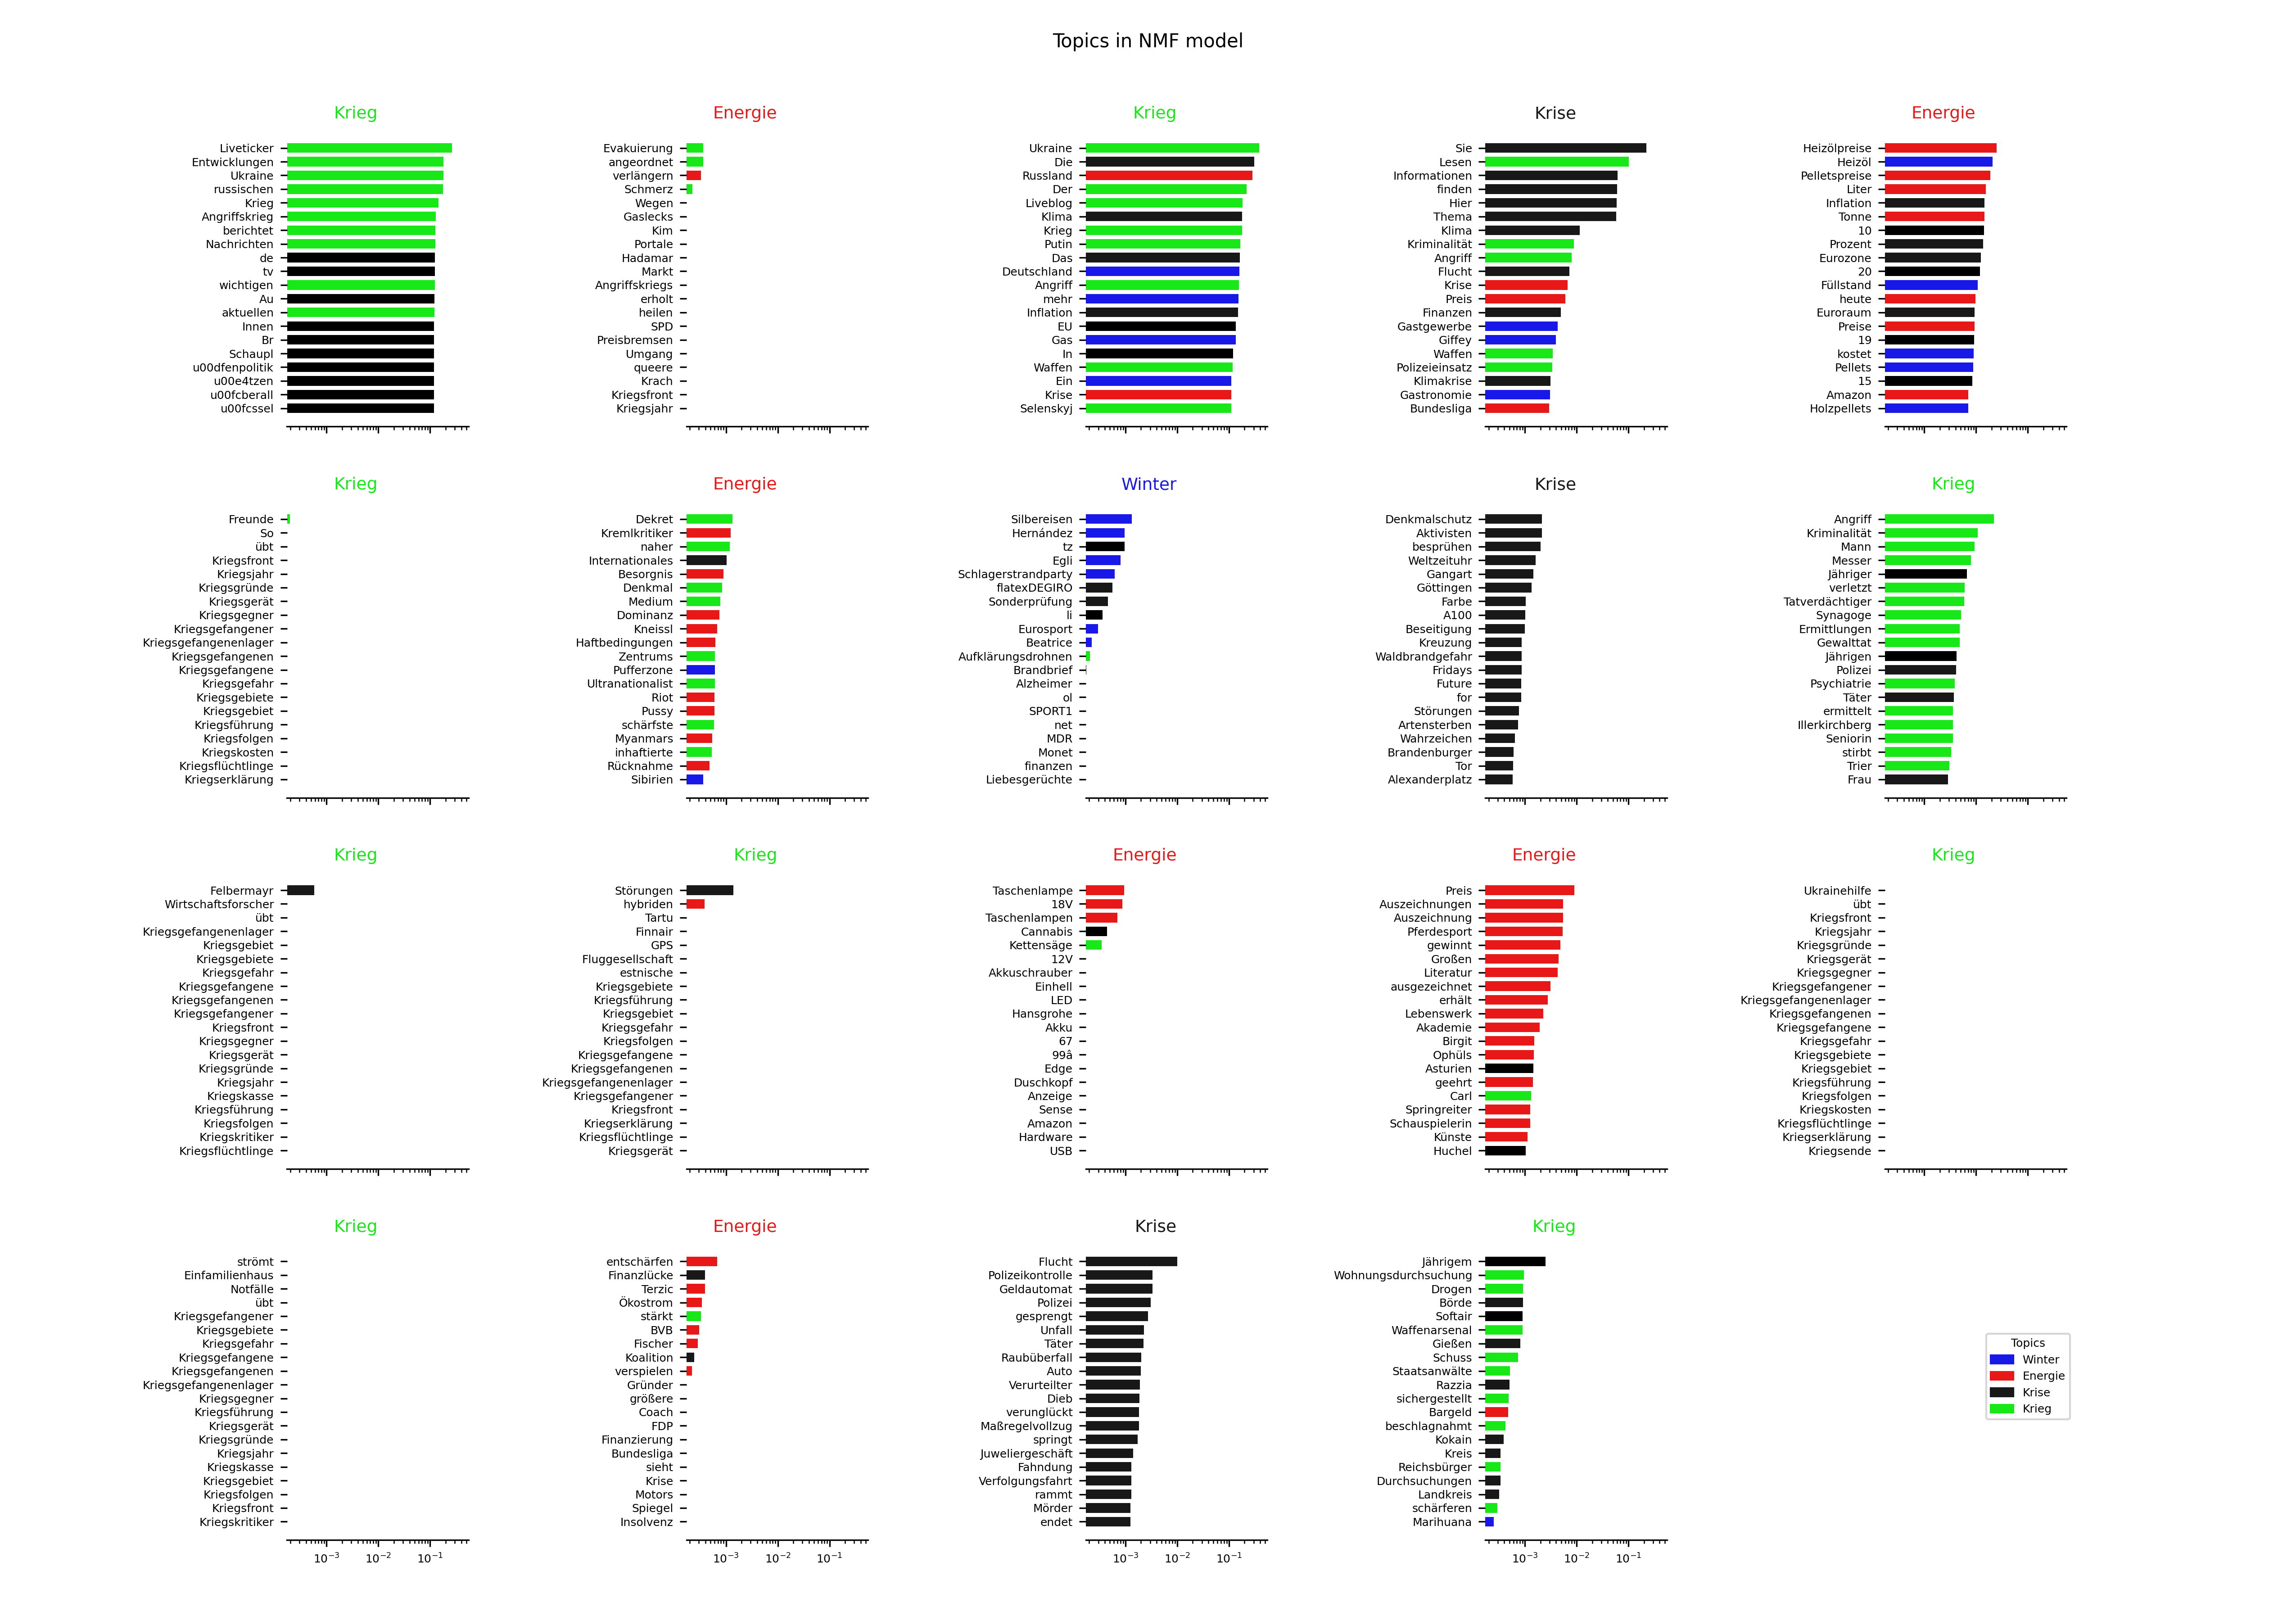 Topics in NMF model
Krieg
Liveticker
Entwicklungen
Ukraine
russischen
Krieg
Angriffskrieg
berichtet
Nachrichten
de
tv
wichtigen
Au
aktuellen
Innen
Br
Schaupl
u00dfenpolitik
u00e4tzen
u00fcberall
u00fcssel
Energie
Evakuierung
angeordnet
verlängern
Schmerz
Wegen
Gaslecks
Kim
Portale
Hadamar
Markt
Angriffskriegs
erholt
heilen
SPD
Preisbremsen
Umgang
queere
Krach
Kriegsfront
Kriegsjahr
Krieg
Ukraine
Die
Russland
Der
Liveblog
Klima
Krieg
Putin
Das
Deutschland
Angriff
mehr
Inflation
EU
Gas
In
Waffen
Ein
Krise
Selenskyj
Krise
Sie
Lesen
Informationen
finden
Hier
Thema
Klima
Kriminalität
Angriff
Flucht
Krise
Preis
Finanzen
Gastgewerbe
Giffey
Waffen
Polizeieinsatz
Klimakrise
Gastronomie
Bundesliga
Energie
Heizölpreise
Heizöl
Pelletspreise
Liter
Inflation
Tonne
10
Prozent
Eurozone
20
Füllstand
heute
Euroraum
Preise
19
kostet
Pellets
15
Amazon
Holzpellets
Krieg
Freunde
So
übt
Kriegsfront
Kriegsjahr
Kriegsgründe
Kriegsgerät
Kriegsgegner
Kriegsgefangener
Kriegsgefangenenlager
Kriegsgefangenen
Kriegsgefangene
Kriegsgefahr
Kriegsgebiete
Kriegsgebiet
Kriegsführung
Kriegsfolgen
Kriegskosten
Kriegsflüchtlinge
Kriegserklärung
Energie
Dekret
Kremlkritiker
naher
Internationales
Besorgnis
Denkmal
Medium
Dominanz
Kneissl
Haftbedingungen
Zentrums
Pufferzone
Ultranationalist
Riot
Pussy
schärfste
Myanmars
inhaftierte
Rücknahme
Sibirien
Winter
Silbereisen
Hernández
tz
Egli
Schlagerstrandparty
flatexDEGIRO
Sonderprüfung
li
Eurosport
Beatrice
Aufklärungsdrohnen
Brandbrief
Alzheimer
ol
SPORT1
net
MDR
Monet
finanzen
Liebesgerüchte
Krise
Denkmalschutz
Aktivisten
besprühen
Weltzeituhr
Gangart
Göttingen
Farbe
A100
Beseitigung
Kreuzung
Waldbrandgefahr
Fridays
Future
for
Störungen
Artensterben
Wahrzeichen
Brandenburger
Tor
Alexanderplatz
Krieg
Angriff
Kriminalität
Mann
Messer
Jähriger
verletzt
Tatverdächtiger
Synagoge
Ermittlungen
Gewalttat
Jährigen
Polizei
Psychiatrie
Täter
ermittelt
Illerkirchberg
Seniorin
stirbt
Trier
Frau
Krieg
Felbermayr
Wirtschaftsforscher
übt
Kriegsgefangenenlager
Kriegsgebiet
Kriegsgebiete
Kriegsgefahr
Kriegsgefangene
Kriegsgefangenen
Kriegsgefangener
Kriegsfront
Kriegsgegner
Kriegsgerät
Kriegsgründe
Kriegsjahr
Kriegskasse
Kriegsführung
Kriegsfolgen
Kriegskritiker
Kriegsflüchtlinge
Krieg
Störungen
hybriden
Tartu
Finnair
GPS
Fluggesellschaft
estnische
Kriegsgebiete
Kriegsführung
Kriegsgebiet
Kriegsgefahr
Kriegsfolgen
Kriegsgefangene
Kriegsgefangenen
Kriegsgefangenenlager
Kriegsgefangener
Kriegsfront
Kriegserklärung
Kriegsflüchtlinge
Kriegsgerät
Energie
Taschenlampe
18V
Taschenlampen
Cannabis
Kettensäge
12V
Akkuschrauber
Einhell
LED
Hansgrohe
Akku
67
99â
Edge
Duschkopf
Anzeige
Sense
Amazon
Hardware
USB
Energie
Preis
Auszeichnungen
Auszeichnung
Pferdesport
gewinnt
Großen
Literatur
ausgezeichnet
erhält
Lebenswerk
Akademie
Birgit
Ophüls
Asturien
geehrt
Carl
Springreiter
Schauspielerin
Künste
Huchel
Krieg
Ukrainehilfe
übt
Kriegsfront
Kriegsjahr
Kriegsgründe
Kriegsgerät
Kriegsgegner
Kriegsgefangener
Kriegsgefangenenlager
Kriegsgefangenen
Kriegsgefangene
Kriegsgefahr
Kriegsgebiete
Kriegsgebiet
Kriegsführung
Kriegsfolgen
Kriegskosten
Kriegsflüchtlinge
Kriegserklärung
Kriegsende
Krieg
strömt
Einfamilienhaus
Notfälle
übt
Kriegsgefangener
Kriegsgebiete
Kriegsgefahr
Kriegsgefangene
Kriegsgefangenen
Kriegsgefangenenlager
Kriegsgegner
Kriegsführung
Kriegsgerät
Kriegsgründe
Kriegsjahr
Kriegskasse
Kriegsgebiet
Kriegsfolgen
Kriegsfront
Kriegskritiker
10⁻³ 10⁻² 10⁻¹
Energie
entschärfen
Finanzlücke
Terzic
Ökostrom
stärkt
BVB
Fischer
Koalition
verspielen
Gründer
größere
Coach
FDP
Finanzierung
Bundesliga
sieht
Krise
Motors
Spiegel
Insolvenz
10⁻³ 10⁻² 10⁻¹
Krise
Flucht
Polizeikontrolle
Geldautomat
Polizei
gesprengt
Unfall
Täter
Raubüberfall
Auto
Verurteilter
Dieb
verunglückt
Maßregelvollzug
springt
Juweliergeschäft
Fahndung
Verfolgungsfahrt
rammt
Mörder
endet
10⁻³ 10⁻² 10⁻¹
Krieg
Jährigem
Wohnungsdurchsuchung
Drogen
Börde
Softair
Waffenarsenal
Gießen
Schuss
Staatsanwälte
Razzia
sichergestellt
Bargeld
beschlagnahmt
Kokain
Kreis
Reichsbürger
Durchsuchungen
Landkreis
schärferen
Marihuana
10⁻³ 10⁻² 10⁻¹
Topics
Winter
Energie
Krise
Krieg